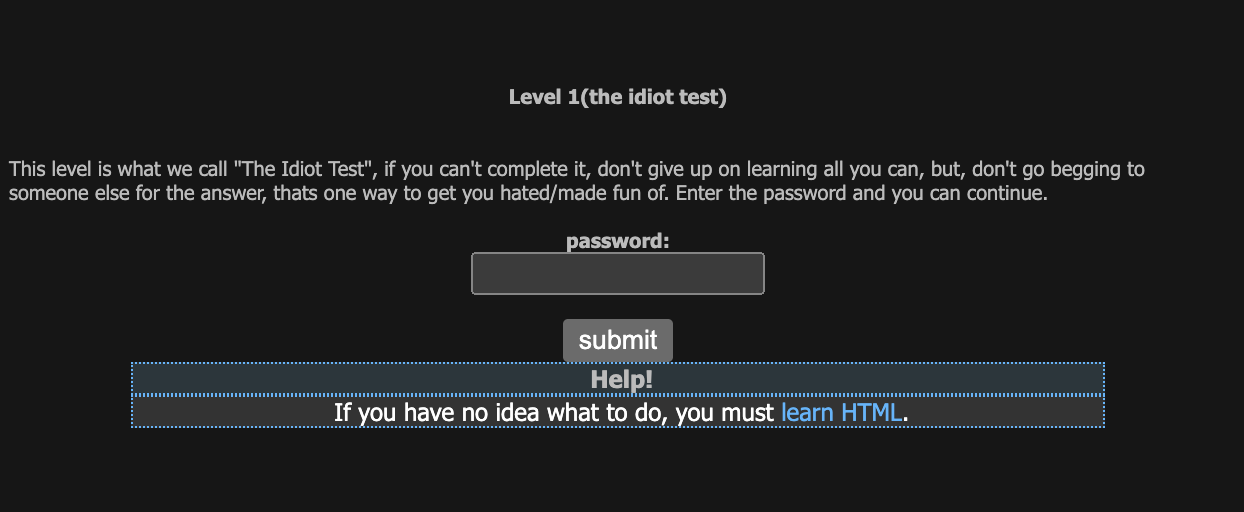 Level 1(the idiot test)
This level is what we call "The Idiot Test", if you can't complete it, don't give up on learning all you can, but, don't go begging to
someone else for the answer, thats one way to get you hated/made fun of. Enter the password and you can continue.
password:
submit
Help!
If you have no idea what to do, you must learn HTML.